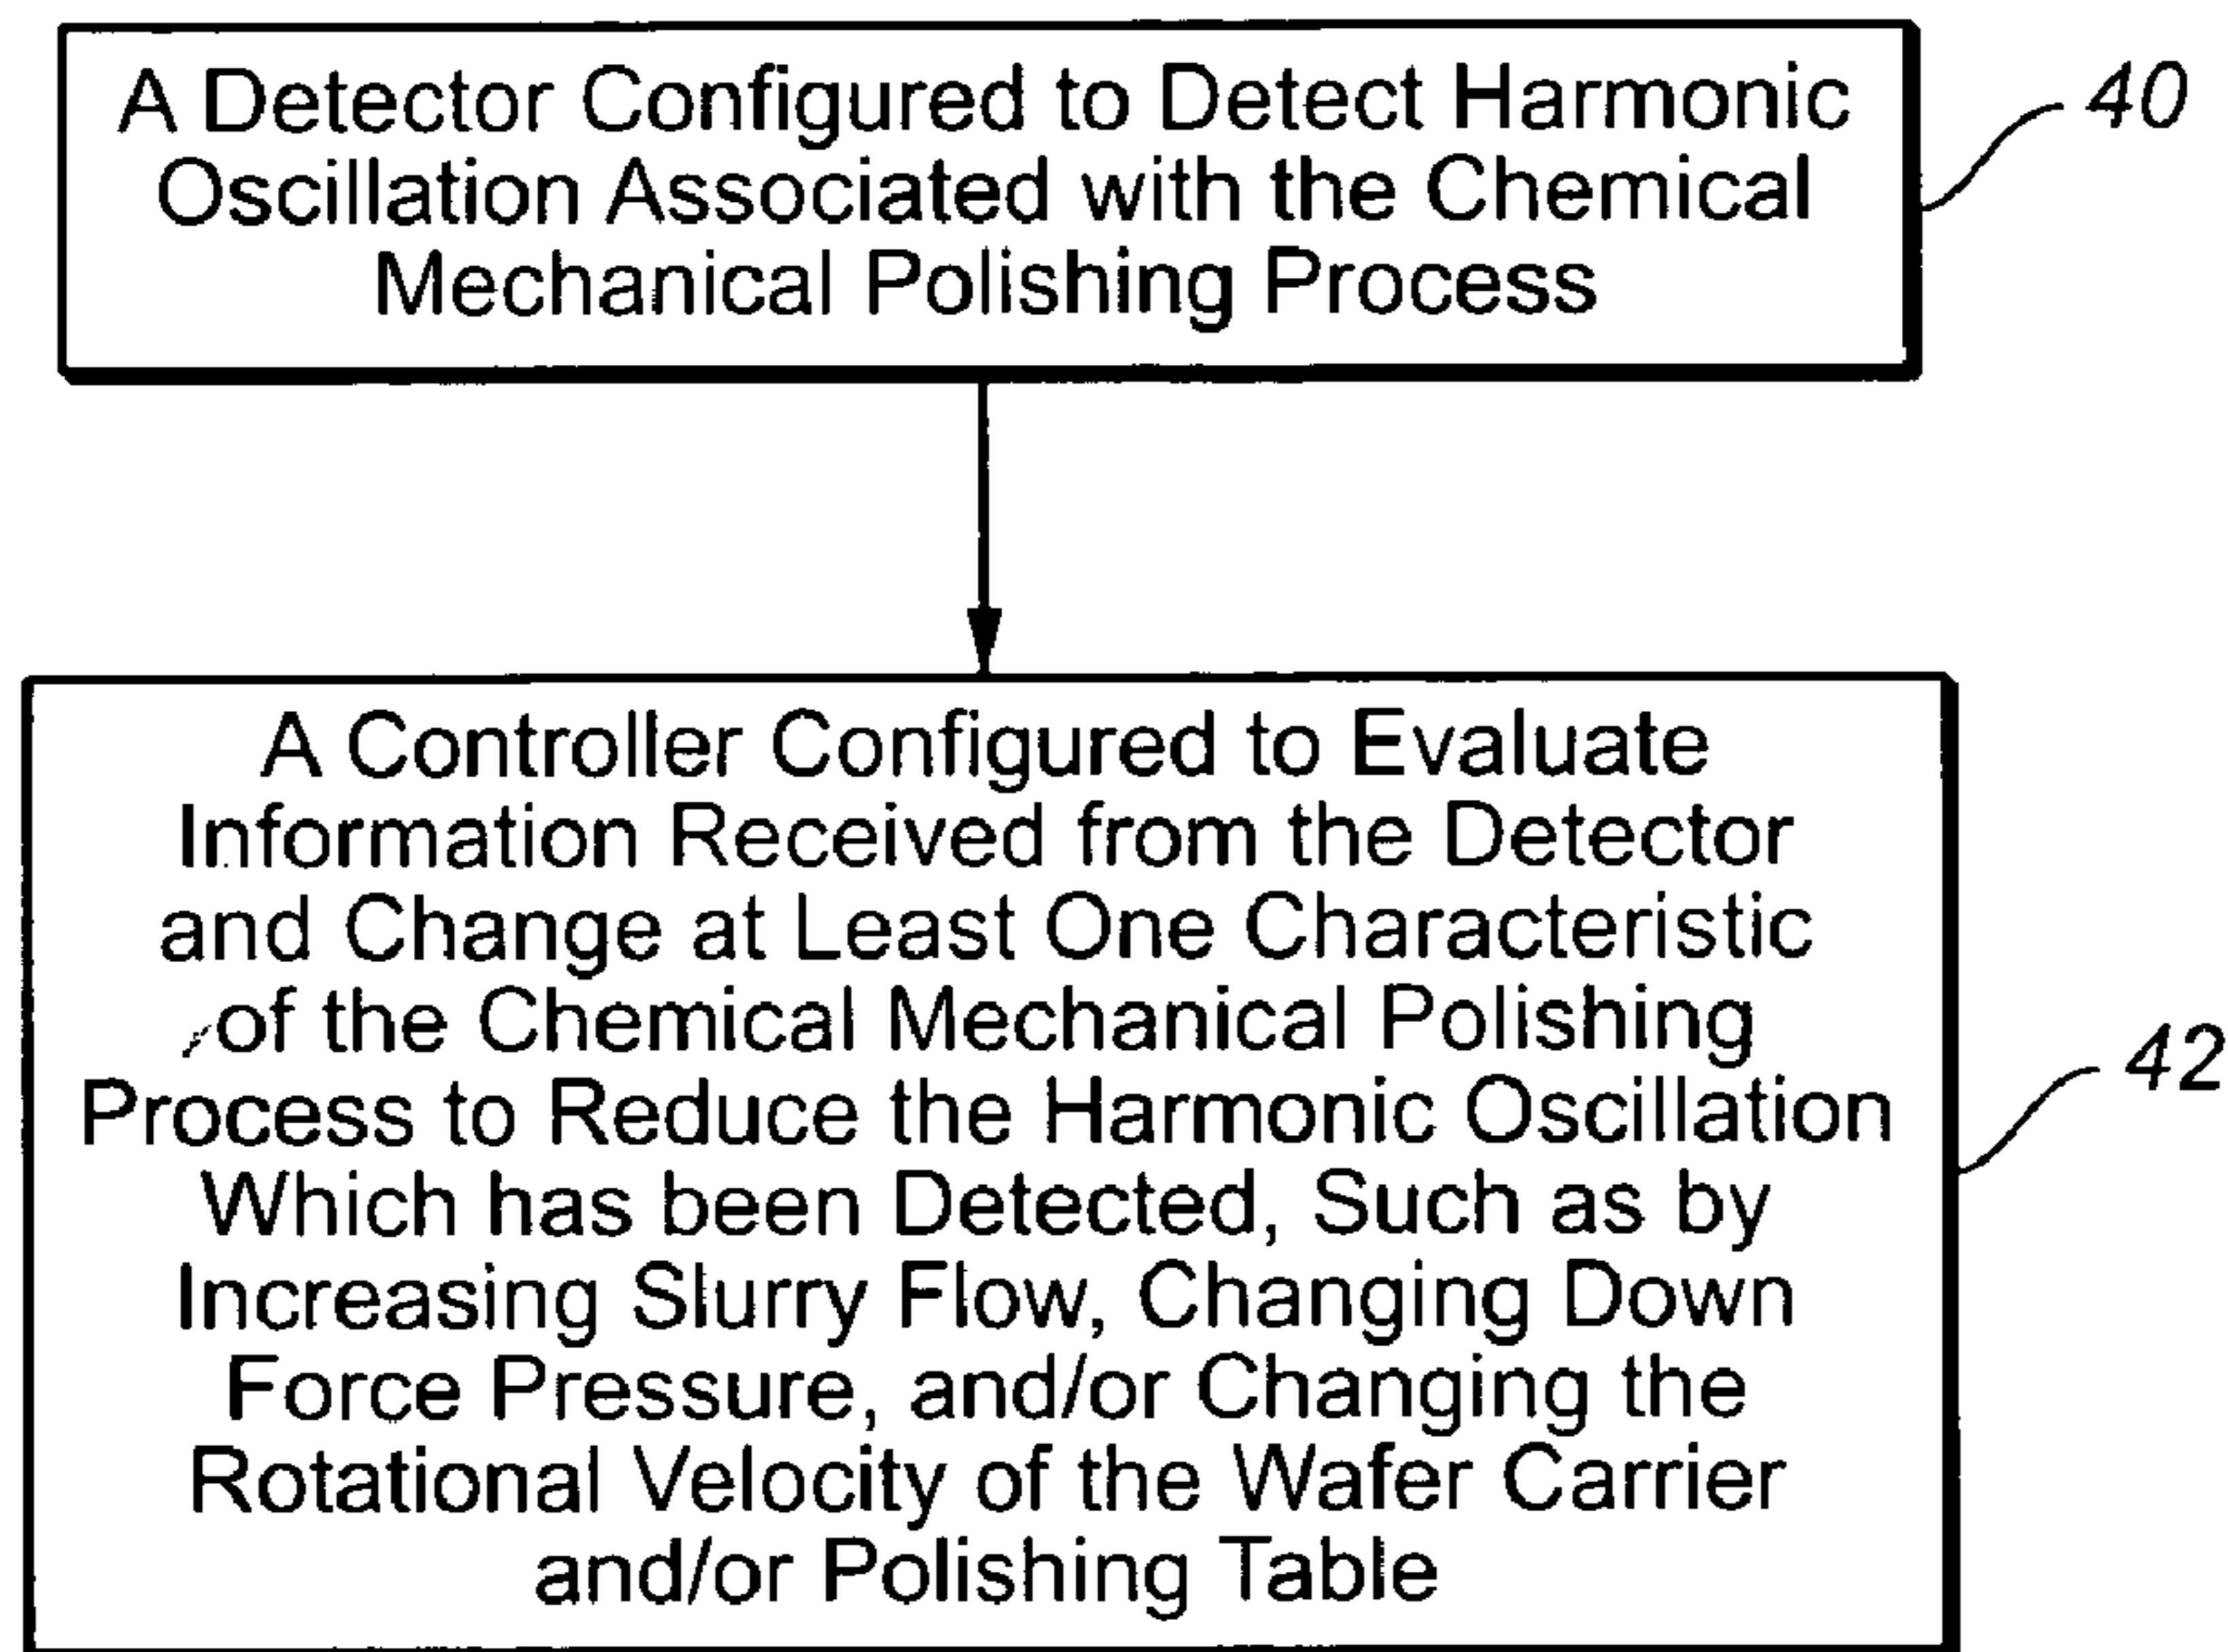 A Detector Configured to Detect Harmonic
Oscillation Associated with the Chemical
Mechanical Polishing Process
40
A Controller Configured to Evaluate
Information Received from the Detector
and Change at Least One Characteristic
of the Chemical Mechanical Polishing
Process to Reduce the Harmonic Oscillation
Which has been Detected, Such as by
Increasing Slurry Flow, Changing Down
Force Pressure, and/or Changing the
Rotational Velocity of the Wafer Carrier
and/or Polishing Table
42